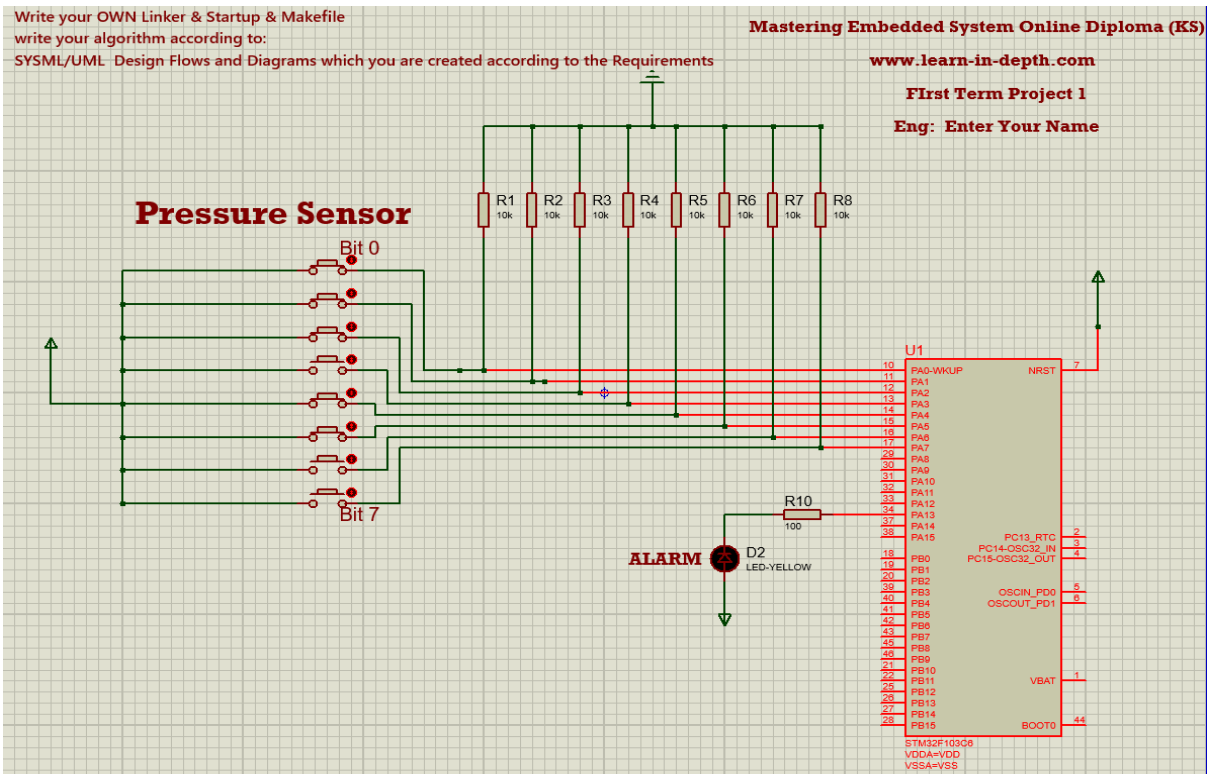 Write your OWN Linker & Startup & Makefile
write your algorithm according to:
SYSML/UML Design Flows and Diagrams which you are created according to the Requirements
Mastering Embedded System Online Diploma (KS)
www.learn-in-depth.com
FIrst Term Project 1
Eng: Enter Your Name
Pressure Sensor
Bit 0
Bit 7
R1
10k
R2
10k
R3
10k
R4
10k
R5
10k
R6
10k
R7
10k
R8
10k
R10
100
ALARM
D2
LED-YELLOW
U1
10 PA0-WKUP
11 PA1
12 PA2
13 PA3
14 PA4
15 PA5
16 PA6
17 PA7
29 PA8
30 PA9
31 PA10
32 PA11
33 PA12
34 PA13
37 PA14
38 PA15
18 PB0
19 PB1
20 PB2
39 PB3
40 PB4
41 PB5
42 PB6
43 PB7
45 PB8
46 PB9
21 PB10
22 PB11
25 PB12
26 PB13
27 PB14
28 PB15
NRST 7
PC13_RTC 2
PC14-OSC32_IN 3
PC15-OSC32_OUT 4
OSCIN_PD0 5
OSCOUT_PD1 6
VBAT 1
BOOT0 44
STM32F103C6
VDDA=VDD
VSSA=VSS